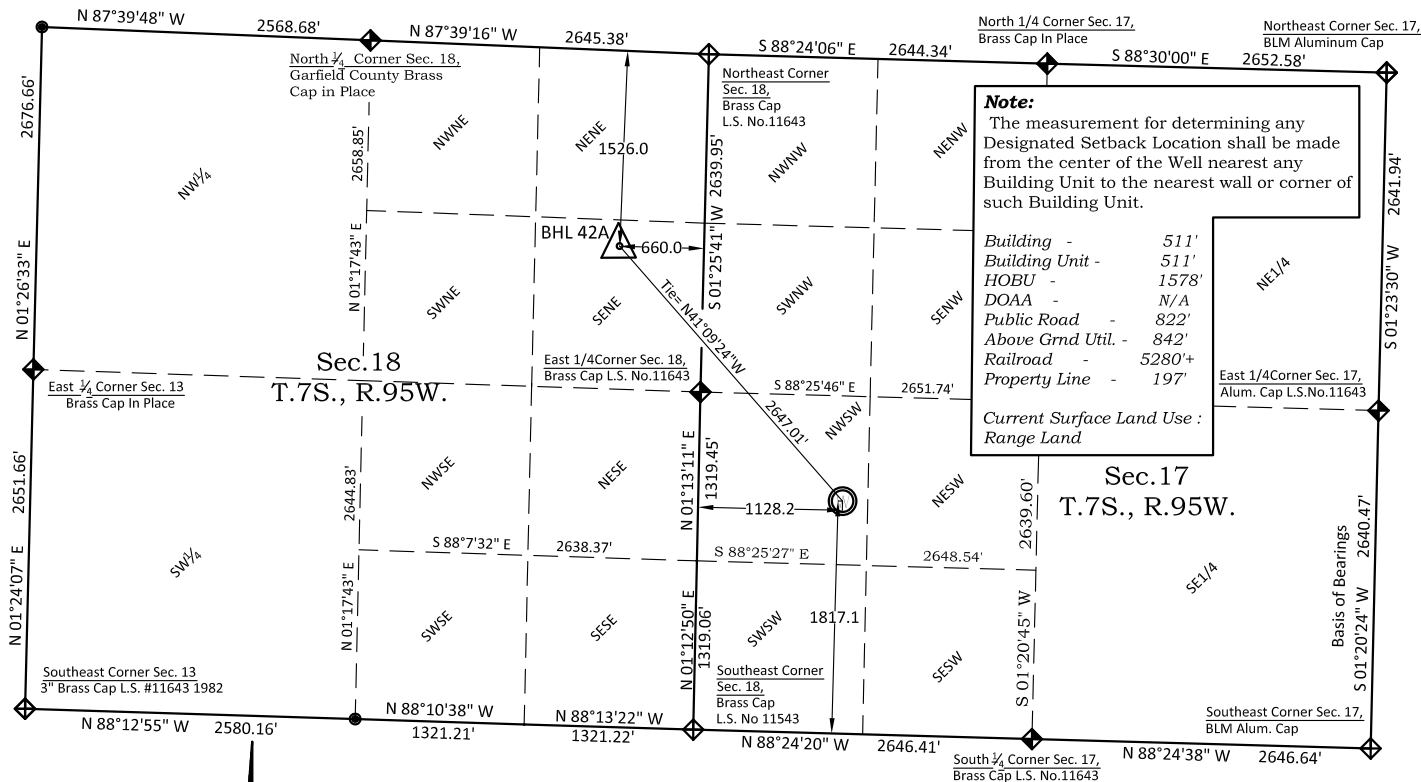 N 87°39'48" W
2568.68'
N 87°39'16" W
2645.38'
S 88°24'06" E
2644.34'
North 1/4 Corner Sec. 17,
Brass Cap In Place
S 88°30'00" E
2652.58'
Northeast Corner Sec. 17,
BLM Aluminum Cap
North 1/4 Corner Sec. 18,
Garfield County Brass
Cap in Place
Northeast Corner
Sec. 18,
Brass Cap
L.S. No.11643
2676.66'
N 01°26'33" E
NW1/4
2658.85'
N 01°17'43" E
NWNE
NENE
1526.0
2639.95'
S 01°25'41" W
NWNW
NENW
Note:
The measurement for determining any
Designated Setback Location shall be made
from the center of the Well nearest any
Building Unit to the nearest wall or corner of
such Building Unit.
Building - 511'
Building Unit - 511'
HOBU - 1578'
DOAA - N/A
Public Road - 822'
Above Grnd Util. - 842'
Railroad - 5280'+
Property Line - 197'
Current Surface Land Use :
Range Land
2641.94'
S 01°23'30" W
NE1/4
BHL 42A
660.0
Tie= N41°09'24"W
2647.01'
SWNE
SENE
SWNW
SENW
Sec.18
T.7S., R.95W.
East 1/4Corner Sec. 18,
Brass Cap L.S. No.11643
S 88°25'46" E
2651.74'
East 1/4Corner Sec. 17,
Alum. Cap L.S.No.11643
East 1/4 Corner Sec. 13
Brass Cap In Place
2651.66'
N 01°24'07" E
SW1/4
2644.83'
N 01°17'43" E
NWSE
NESE
N 01°13'11" E
1319.45'
NWSW
1128.2
NESW
2639.60'
S 01°20'45" W
Sec.17
T.7S., R.95W.
Basis of Bearings
2640.47'
S 01°20'24" W
S 88°7'32" E
2638.37'
S 88°25'27" E
2648.54'
SWSE
SESE
N 01°12'50" E
1319.06'
SWSW
1817.1
SESW
SE1/4
Southeast Corner Sec. 13
3" Brass Cap L.S. #11643 1982
Southeast Corner
Sec. 18,
Brass Cap
L.S. No 11543
Southeast Corner Sec. 17,
BLM Alum. Cap
N 88°12'55" W
2580.16'
N 88°10'38" W
1321.21'
N 88°13'22" W
1321.22'
N 88°24'20" W
2646.41'
South 1/4 Corner Sec. 17,
Brass Cap L.S. No.11643
N 88°24'38" W
2646.64'